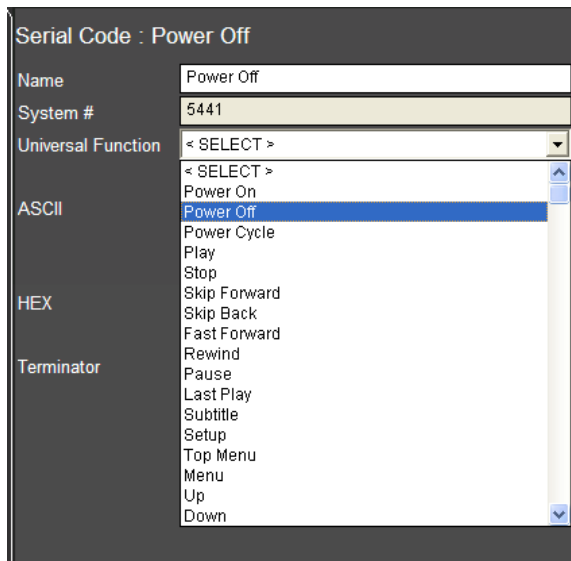 Serial Code : Power Off
Name Power Off
System # 5441
Universal Function < SELECT >
< SELECT >
Power On
ASCII
Power Off
Power Cycle
Play
Stop
HEX
Skip Forward
Skip Back
Fast Forward
Rewind
Terminator
Pause
Last Play
Subtitle
Setup
Top Menu
Menu
Up
Down